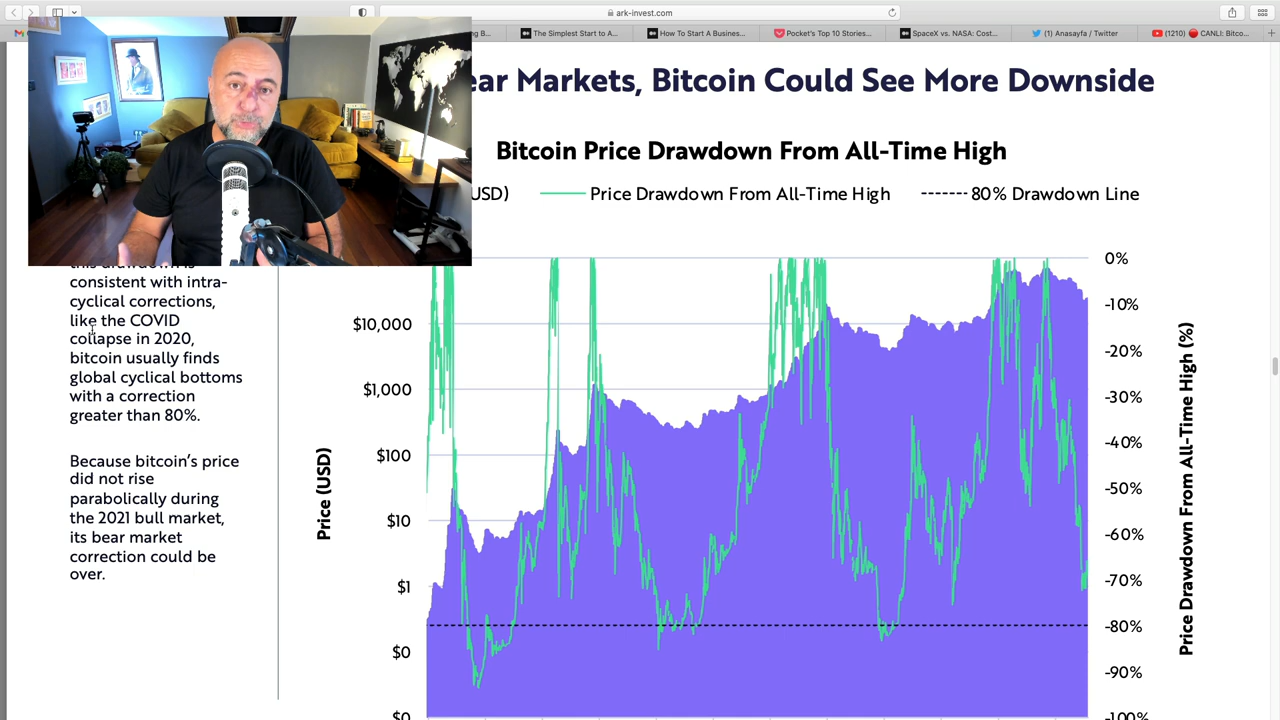 ark-invest.com
The Simplest Start to A...
How To Start A Busines...
Pocket's Top 10 Stories...
SpaceX vs. NASA: Cost...
(1) Anasayfa / Twitter
(1210) 🔴 CANLI: Bitco...
ear Markets, Bitcoin Could See More Downside
Bitcoin Price Drawdown From All-Time High
USD)
Price Drawdown From All-Time High
80% Drawdown Line
this drawdown is
consistent with intra-
cyclical corrections,
like the COVID
collapse in 2020,
bitcoin usually finds
global cyclical bottoms
with a correction
greater than 80%.
Because bitcoin's price
did not rise
parabolically during
the 2021 bull market,
its bear market
correction could be
over.
Price (USD)
$10,000
$1,000
$100
$10
$1
$0
$0
0%
-10%
-20%
-30%
-40%
-50%
-60%
-70%
-80%
-90%
-100%
Price Drawdown From All-Time High (%)